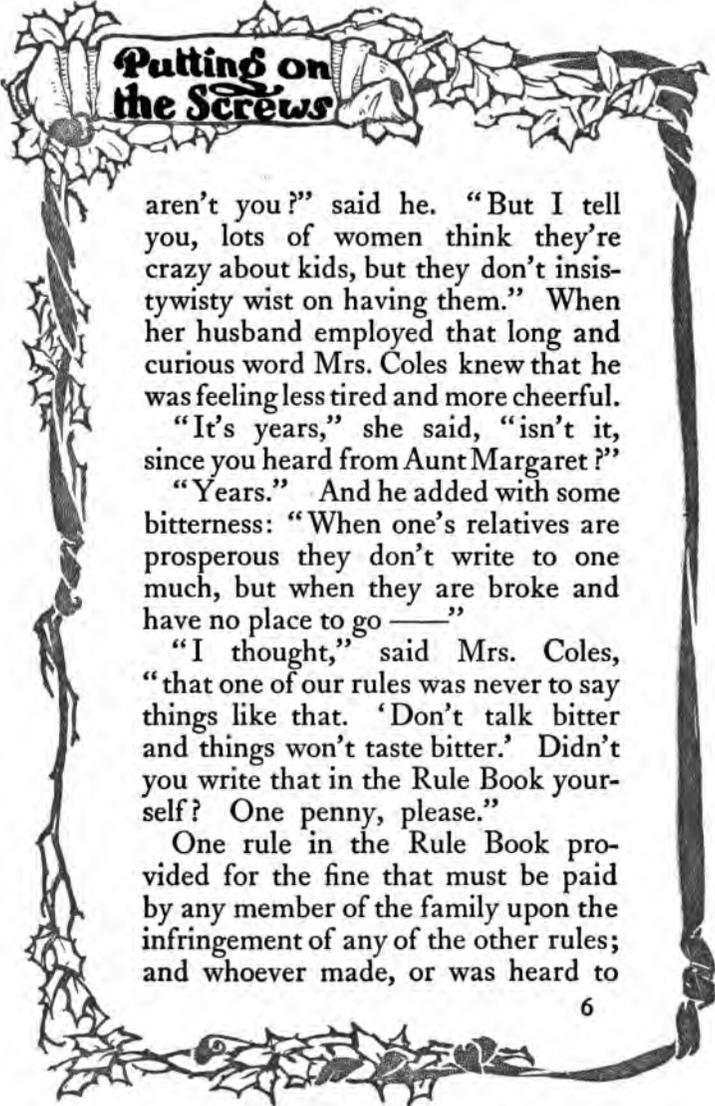 Putting on
the Screws
aren't you?" said he. "But I tell
you, lots of women think they're
crazy about kids, but they don't insis-
tywisty wist on having them." When
her husband employed that long and
curious word Mrs. Coles knew that he
was feeling less tired and more cheerful.
"It's years," she said, "isn't it,
since you heard from Aunt Margaret?"
"Years." And he added with some
bitterness: "When one's relatives are
prosperous they don't write to one
much, but when they are broke and
have no place to go ——"
"I thought," said Mrs. Coles,
"that one of our rules was never to say
things like that. 'Don't talk bitter
and things won't taste bitter.' Didn't
you write that in the Rule Book your-
self? One penny, please."
One rule in the Rule Book pro-
vided for the fine that must be paid
by any member of the family upon the
infringement of any of the other rules;
and whoever made, or was heard to
6